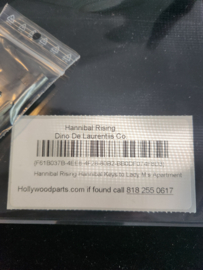 Hannibal Rising
Dino De Laurentiis Co.
Hannibal Rising Hannibal Keys to Lady M's Apartment
Hollywoodparts.com if found call 818 255 0617